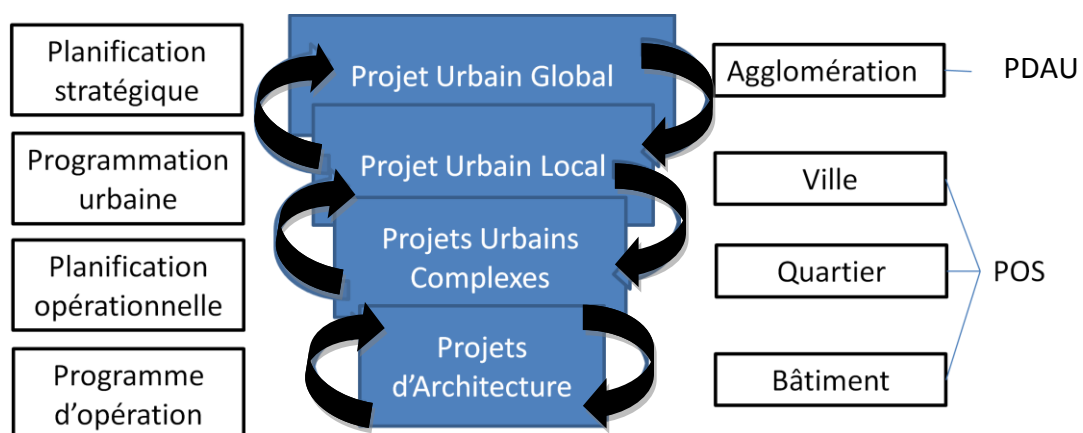 Planification
stratégique
Projet Urbain Global
Agglomération
PDAU
Programmation
urbaine
Projet Urbain Local
Ville
Planification
opérationnelle
Projets Urbains
Complexes
Quartier
POS
Programme
d'opération
Projets
d'Architecture
Bâtiment